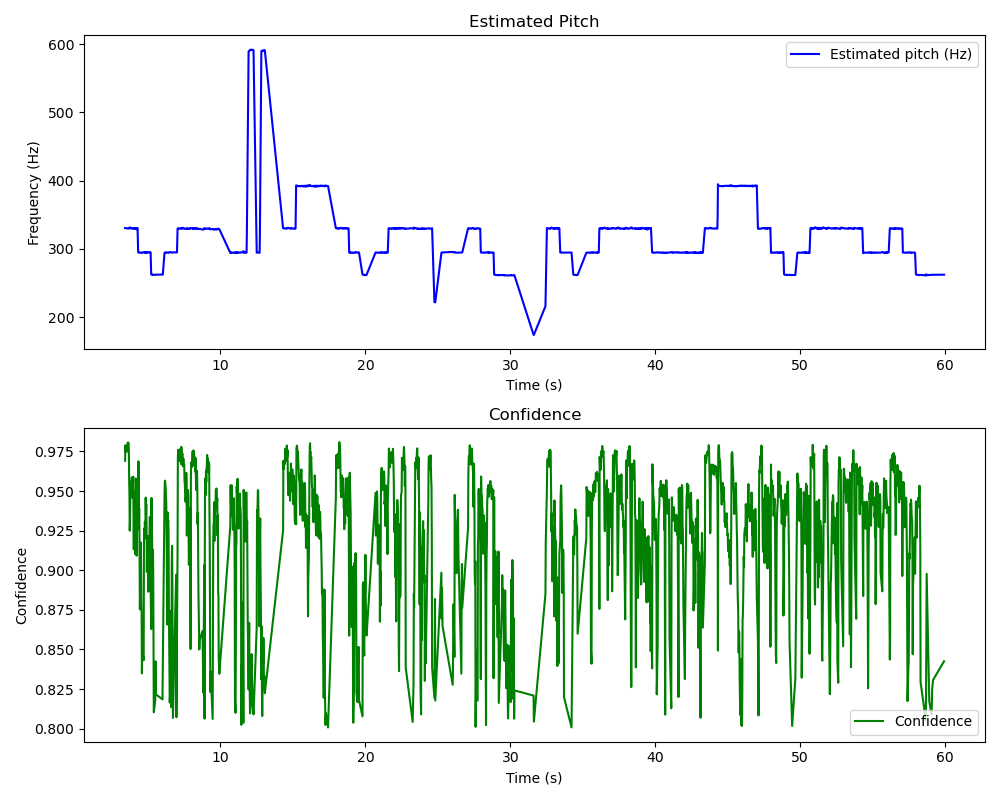 Estimated Pitch
Estimated pitch (Hz)
Frequency (Hz)
600
500
400
300
200
10 20 30 40 50 60
Time (s)
Confidence
Confidence
0.975
0.950
0.925
0.900
0.875
0.850
0.825
0.800
Confidence
10 20 30 40 50 60
Time (s)